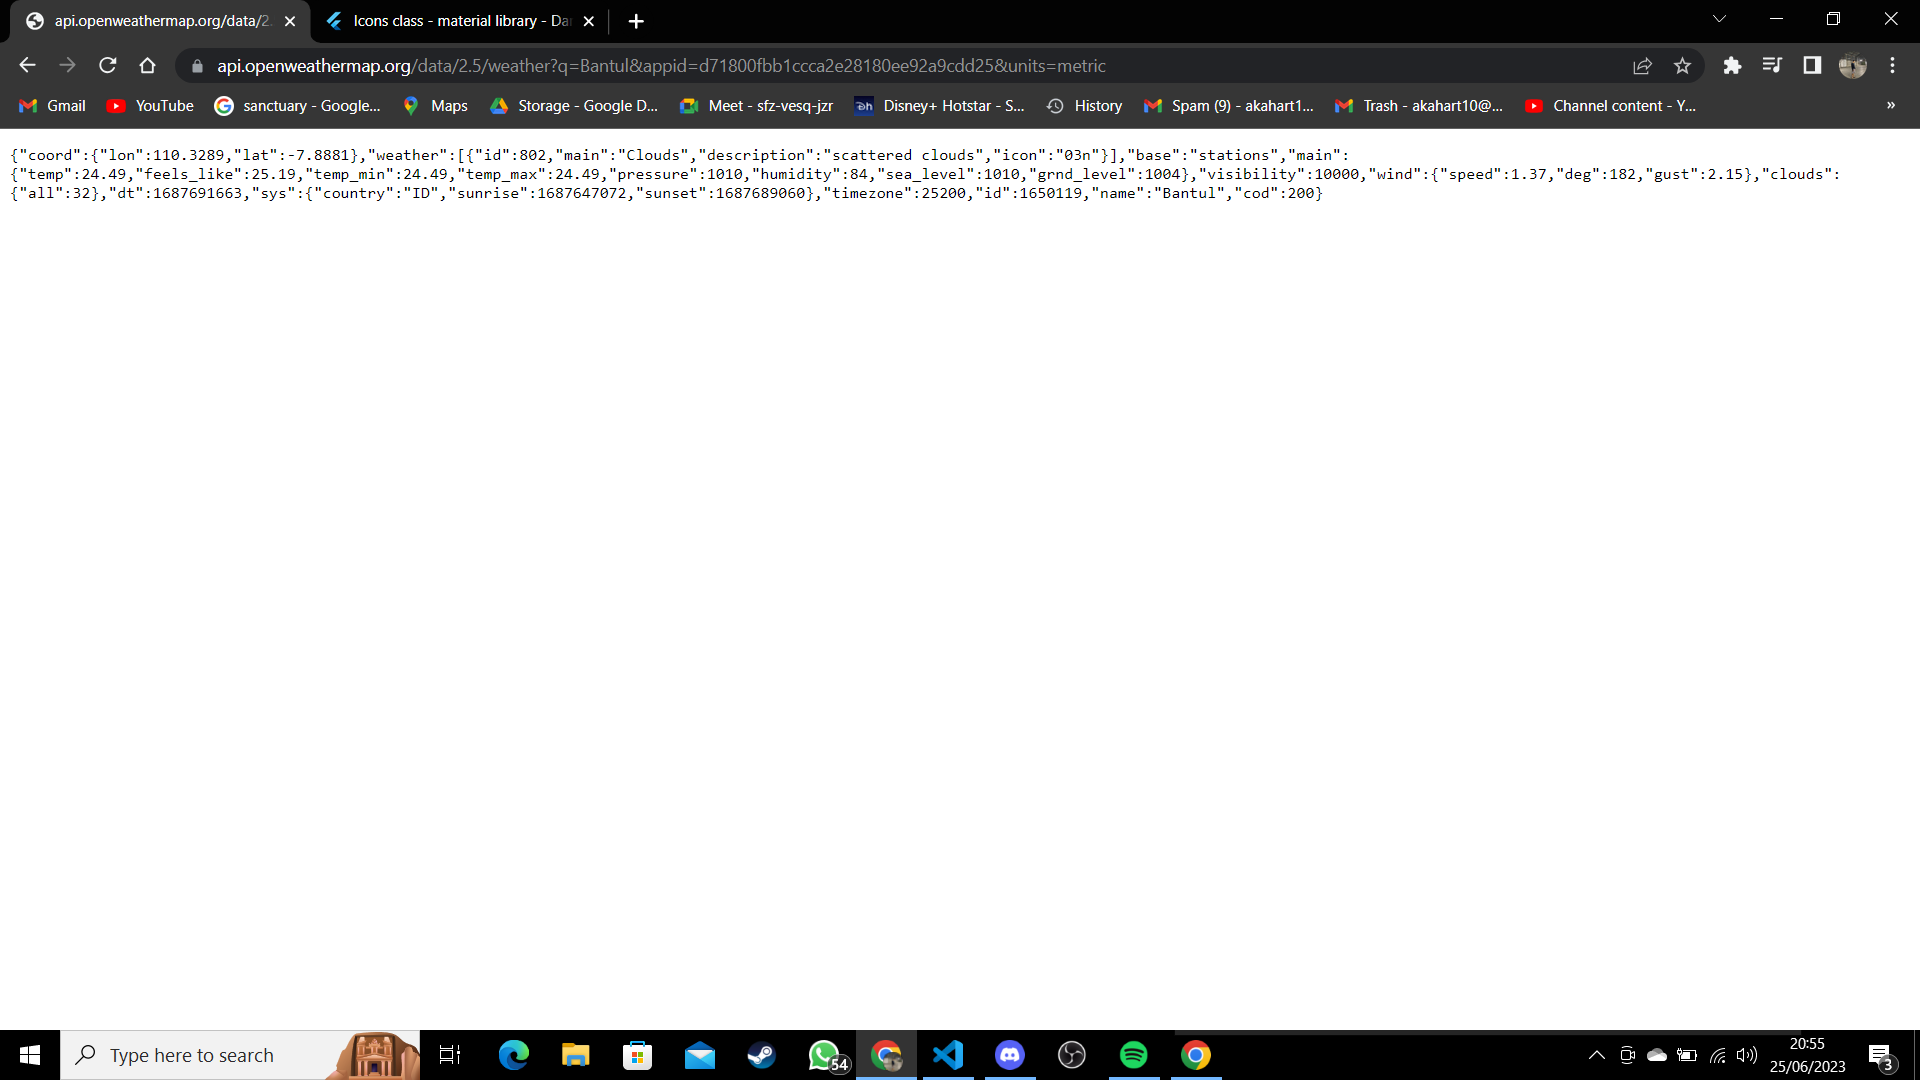 api.openweathermap.org/data/2.
Icons class - material library - Da
api.openweathermap.org/data/2.5/weather?q=Bantul&appid=d71800fbb1ccca2e28180ee92a9cdd25&units=metric
Gmail YouTube sanctuary - Google... Maps Storage - Google D... Meet - sfz-vesq-jzr Disney+ Hotstar - S... History Spam (9) - akahart1... Trash - akahart10@... Channel content - Y... »
{"coord":{"lon":110.3289,"lat":-7.8881},"weather":[{"id":802,"main":"Clouds","description":"scattered clouds","icon":"03n"}],"base":"stations","main":
{"temp":24.49,"feels_like":25.19,"temp_min":24.49,"temp_max":24.49,"pressure":1010,"humidity":84,"sea_level":1010,"grnd_level":1004},"visibility":10000,"wind":{"speed":1.37,"deg":182,"gust":2.15},"clouds":
{"all":32},"dt":1687691663,"sys":{"country":"ID","sunrise":1687647072,"sunset":1687689060},"timezone":25200,"id":1650119,"name":"Bantul","cod":200}
Type here to search
54
20:55
25/06/2023
3